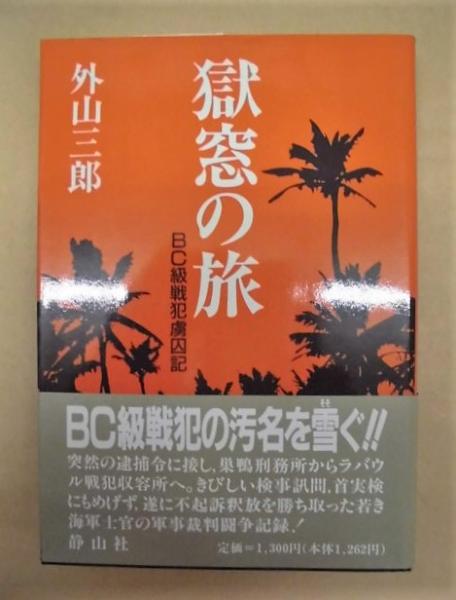 獄窓の旅
BC級戦犯虜囚記
外山三郎
BC級戦犯の汚名を雪ぐ!!
突然の逮捕令に接し、巣鴨刑務所からラバウ
ル戦犯収容所へ。きびしい検事訊問、首実検
にもめげず、遂に不起訴釈放を勝ち取った若き
海軍士官の軍事裁判闘争記録!
静山社
定価=1,300円(本体1,262円)